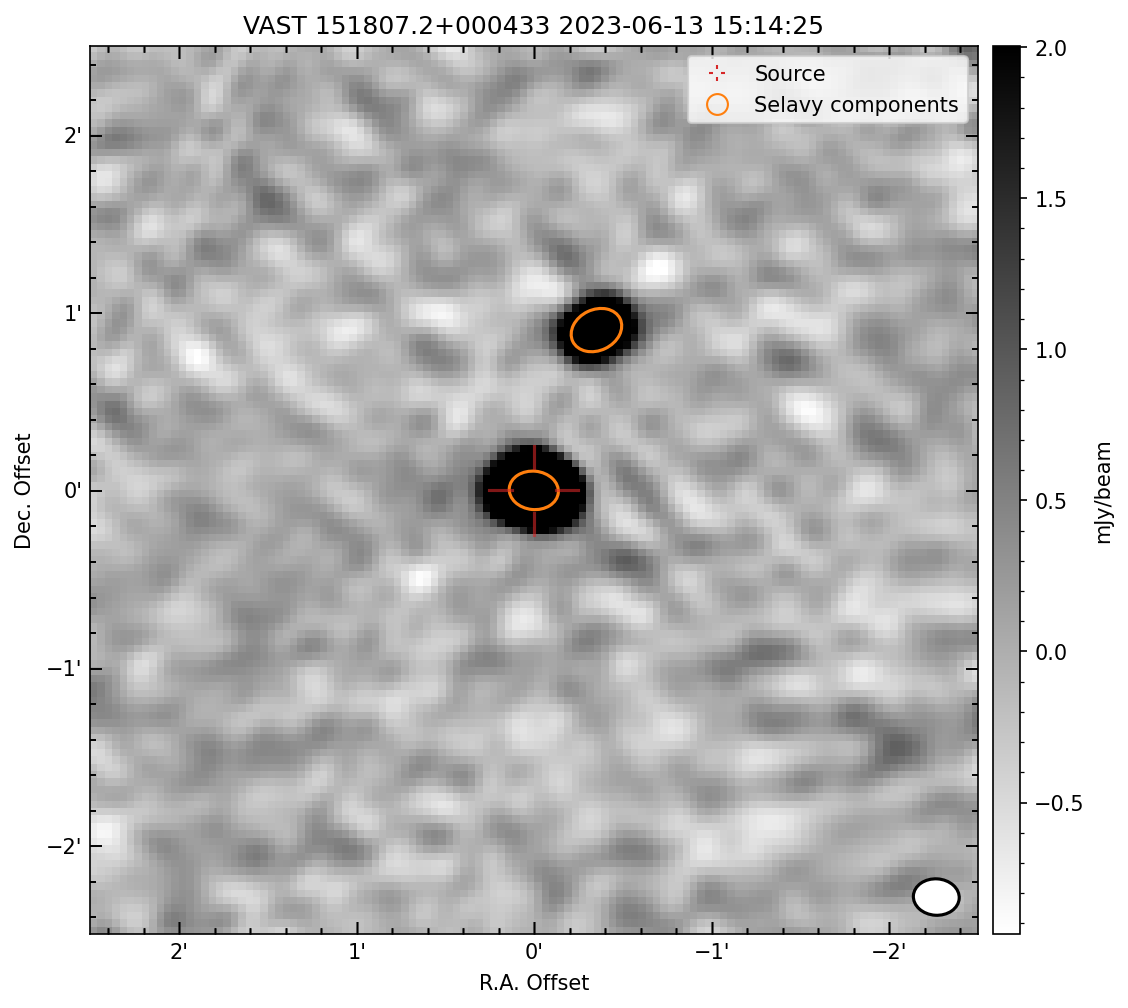 VAST 151807.2+000433 2023-06-13 15:14:25
Source
Selavy components
2'
1'
0'
−1'
−2'
Dec. Offset
2'
1'
0'
−1'
−2'
R.A. Offset
2.0
1.5
1.0
0.5
0.0
−0.5
mJy/beam